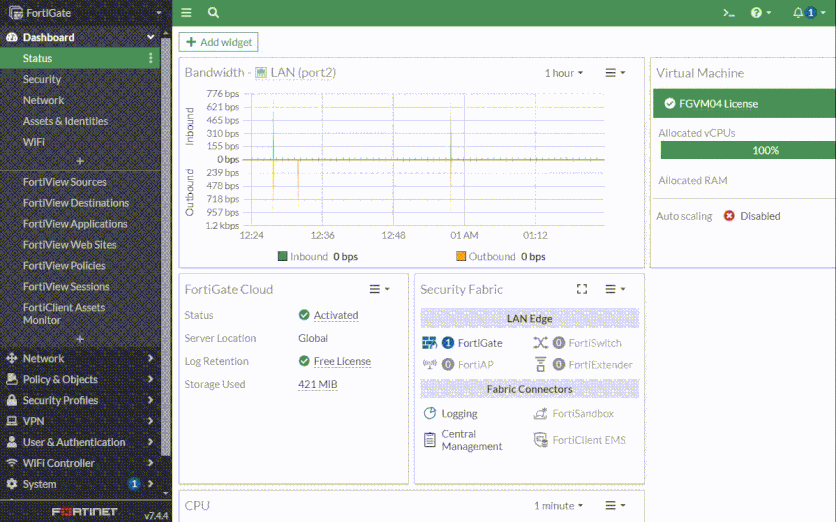 FortiGate
Dashboard
Status
Security
Network
Assets & Identities
WiFi
FortiView Sources
FortiView Destinations
FortiView Applications
FortiView Web Sites
FortiView Policies
FortiView Sessions
FortiClient Assets
Monitor
Network
Policy & Objects
Security Profiles
VPN
User & Authentication
WiFi Controller
System 1
FORTINET v7.4.4
>_ ? 1
+ Add widget
Bandwidth - LAN (port2) 1 hour
Inbound
776 bps
621 bps
465 bps
310 bps
155 bps
0 bps
Outbound
239 bps
478 bps
718 bps
957 bps
1.2 kbps
12:24 12:36 12:48 01 AM 01:12
Inbound 0 bps Outbound 0 bps
Virtual Machine
FGVM04 License
Allocated vCPUs
100%
Allocated RAM
Auto scaling Disabled
FortiGate Cloud
Status Activated
Server Location Global
Log Retention Free License
Storage Used 421 MiB
Security Fabric
LAN Edge
1 FortiGate 0 FortiSwitch
0 FortiAP 0 FortiExtender
Fabric Connectors
Logging FortiSandbox
Central
Management FortiClient EMS
CPU 1 minute